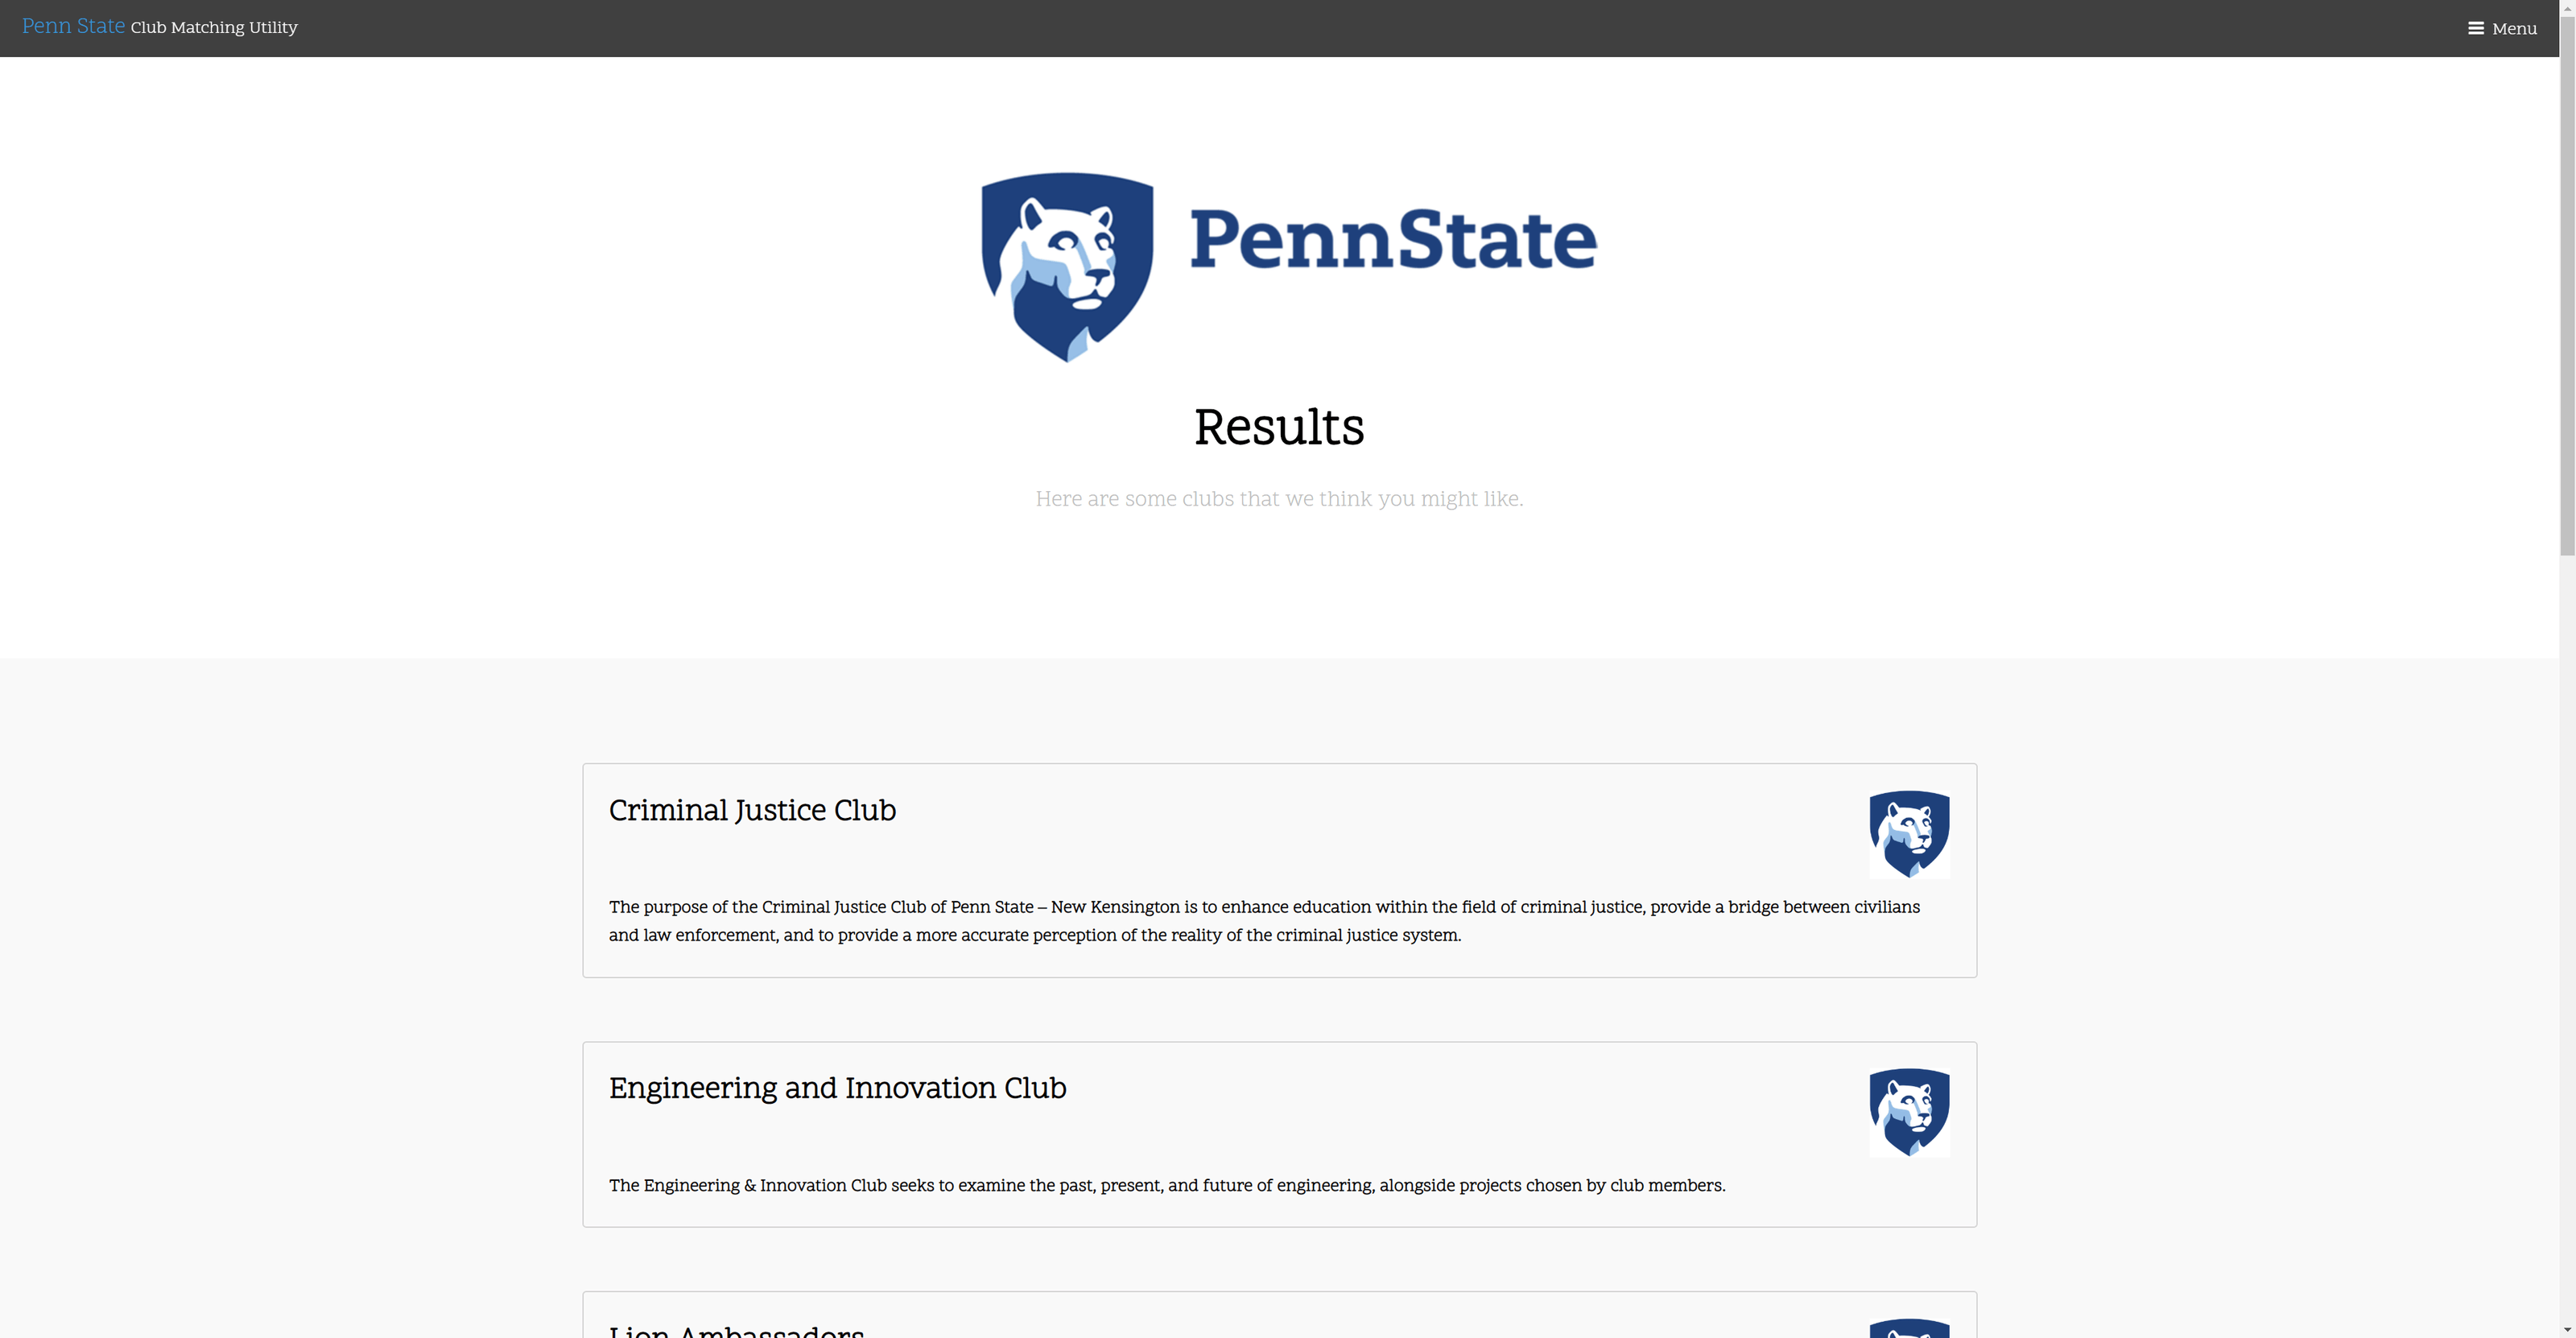 Penn State Club Matching Utility
Menu
PennState
Results
Here are some clubs that we think you might like.
Criminal Justice Club
The purpose of the Criminal Justice Club of Penn State – New Kensington is to enhance education within the field of criminal justice, provide a bridge between civilians
and law enforcement, and to provide a more accurate perception of the reality of the criminal justice system.
Engineering and Innovation Club
The Engineering & Innovation Club seeks to examine the past, present, and future of engineering, alongside projects chosen by club members.
Lion Ambassadors